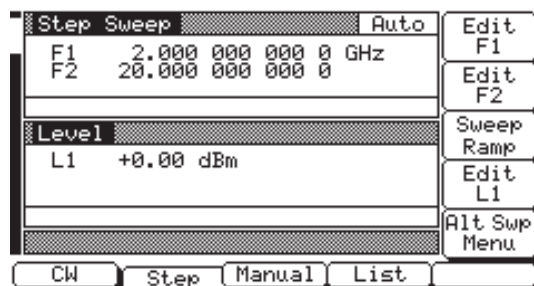 Step Sweep Auto
F1 2.000 000 000 0 GHz
F2 20.000 000 000 0
Level
L1 +0.00 dBm
Edit
F1
Edit
F2
Sweep
Ramp
Edit
L1
Alt Swp
Menu
CW Step Manual List